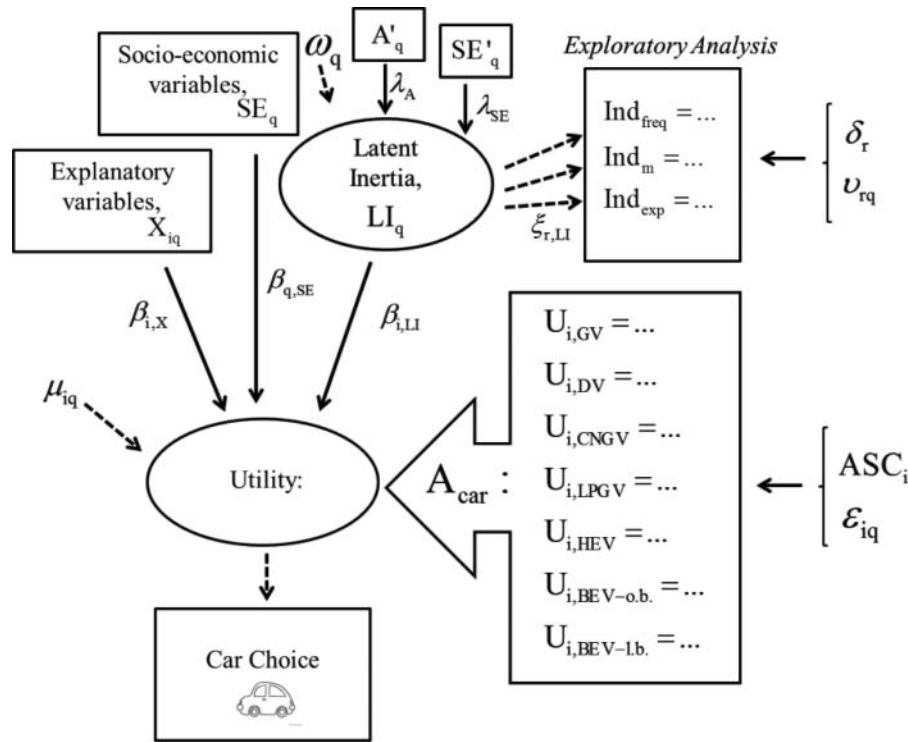 Socio-economic
variables,
SE_q
ω_q
A'_q
SE'_q
λ_A
λ_SE
Exploratory Analysis
Ind_freq = ...
Ind_m = ...
Ind_exp = ...
δ_r
υ_rq
Explanatory
variables,
X_iq
Latent
Inertia,
LI_q
ξ_r,LI
β_i,X
β_q,SE
β_i,LI
μ_iq
Utility:
A_car :
U_i,GV = ...
U_i,DV = ...
U_i,CNGV = ...
U_i,LPGV = ...
U_i,HEV = ...
U_i,BEV−o.b. = ...
U_i,BEV−l.b. = ...
ASC_i
ε_iq
Car Choice